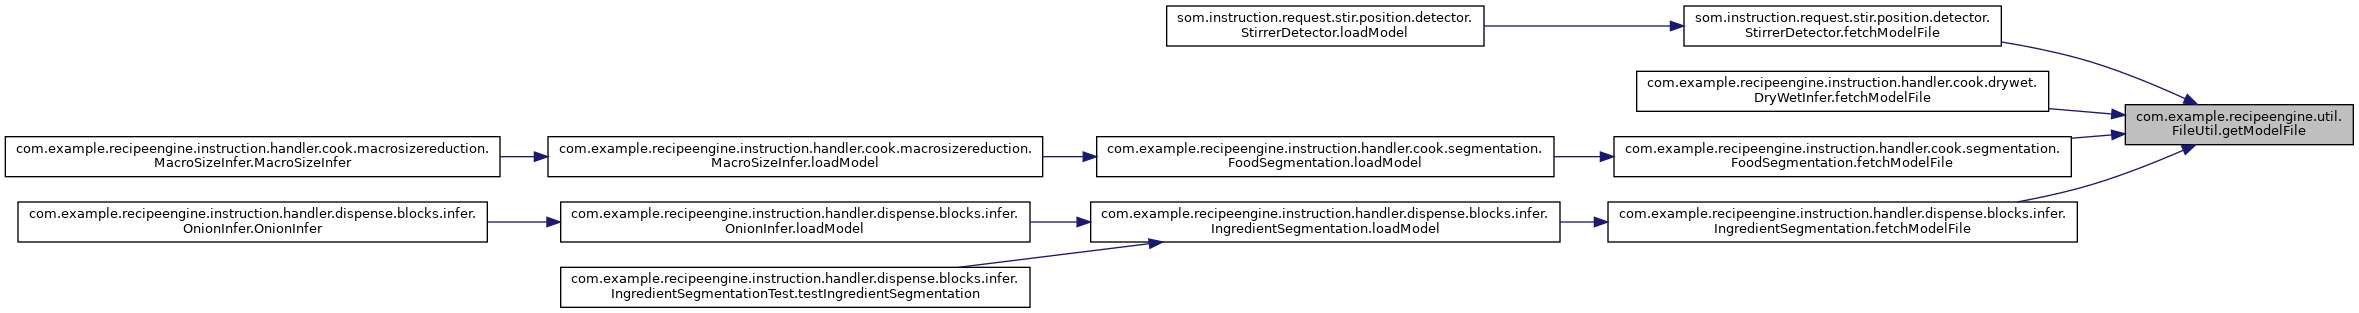 som.instruction.request.stir.position.detector.
StirrerDetector.loadModel
som.instruction.request.stir.position.detector.
StirrerDetector.fetchModelFile
com.example.recipeengine.instruction.handler.cook.drywet.
DryWetInfer.fetchModelFile
com.example.recipeengine.util.
FileUtil.getModelFile
com.example.recipeengine.instruction.handler.cook.macrosizereduction.
MacroSizeInfer.MacroSizeInfer
com.example.recipeengine.instruction.handler.cook.macrosizereduction.
MacroSizeInfer.loadModel
com.example.recipeengine.instruction.handler.cook.segmentation.
FoodSegmentation.loadModel
com.example.recipeengine.instruction.handler.cook.segmentation.
FoodSegmentation.fetchModelFile
com.example.recipeengine.instruction.handler.dispense.blocks.infer.
OnionInfer.OnionInfer
com.example.recipeengine.instruction.handler.dispense.blocks.infer.
OnionInfer.loadModel
com.example.recipeengine.instruction.handler.dispense.blocks.infer.
IngredientSegmentation.loadModel
com.example.recipeengine.instruction.handler.dispense.blocks.infer.
IngredientSegmentation.fetchModelFile
com.example.recipeengine.instruction.handler.dispense.blocks.infer.
IngredientSegmentationTest.testIngredientSegmentation